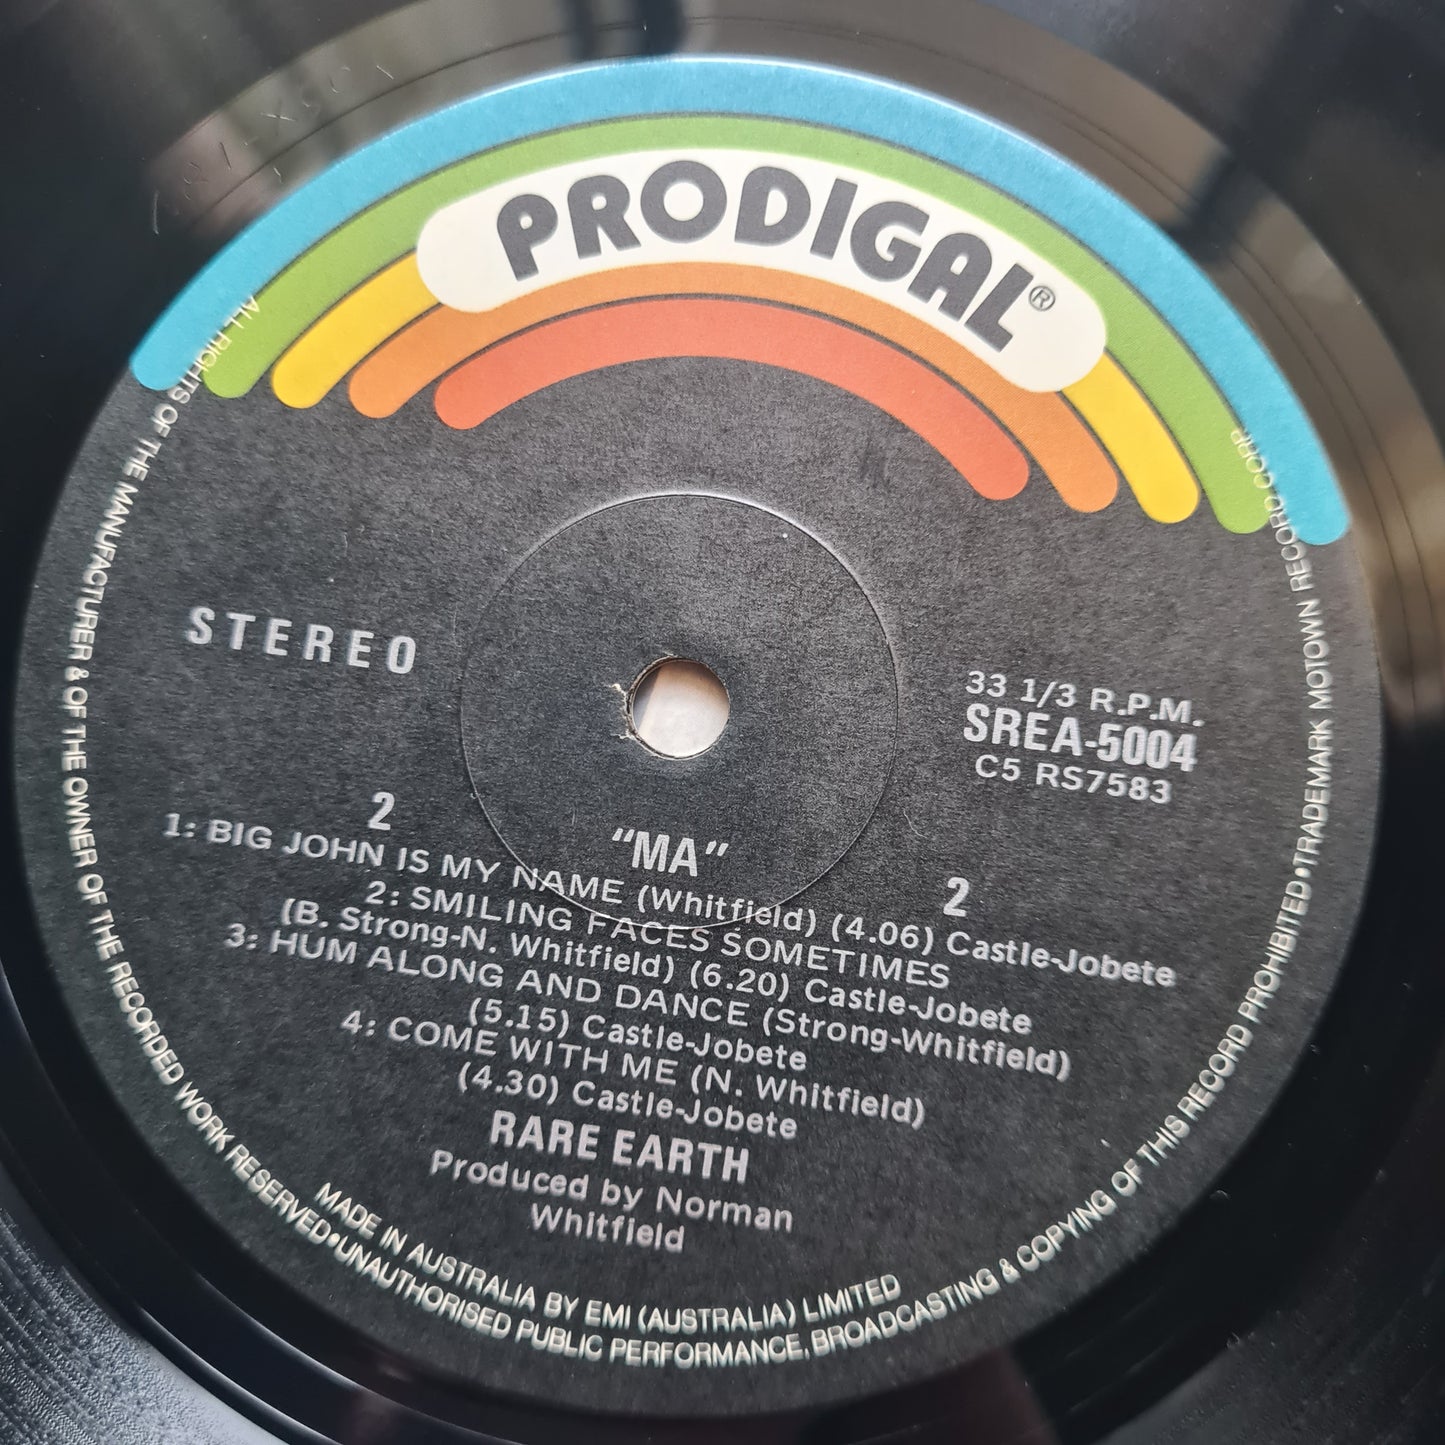 PRODIGAL®
STEREO
33 1/3 R.P.M.
SREA-5004
C5 RS7583
2
"MA"
2
1: BIG JOHN IS MY NAME (Whitfield) (4.06) Castle-Jobete
2: SMILING FACES SOMETIMES
(B. Strong-N. Whitfield) (6.20) Castle-Jobete
3: HUM ALONG AND DANCE (Strong-Whitfield)
(5.15) Castle-Jobete
4: COME WITH ME (N. Whitfield)
(4.30) Castle-Jobete
RARE EARTH
Produced by Norman
Whitfield
MADE IN AUSTRALIA BY EMI (AUSTRALIA) LIMITED
ALL RIGHTS OF THE MANUFACTURER & OF THE OWNER OF THE RECORDED WORK RESERVED•UNAUTHORISED PUBLIC PERFORMANCE, BROADCASTING & COPYING OF THIS RECORD PROHIBITED•TRADEMARK MOTOWN RECORD CORP.